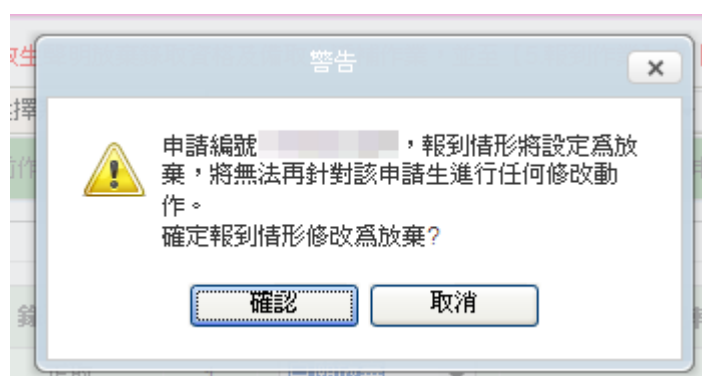 警告
申請編號 ，報到情形將設定為放
棄，將無法再針對該申請生進行任何修改動
作。
確定報到情形修改為放棄?
確認
取消